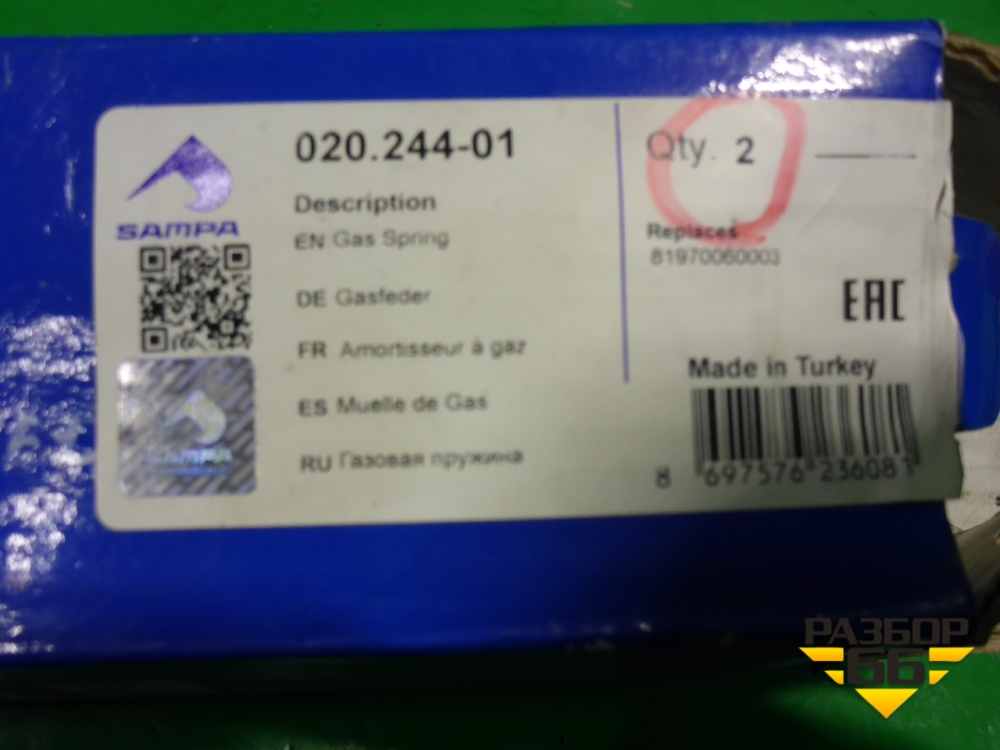 020.244-01
Qty. 2
SAMPA
Description
EN Gas Spring
DE Gasfeder
FR Amortisseur à gaz
ES Muelle de Gas
RU Газовая пружина
SAMPA
Replaces
81970060003
EAC
Made in Turkey
8 697576 236081
РАЗБОР
66